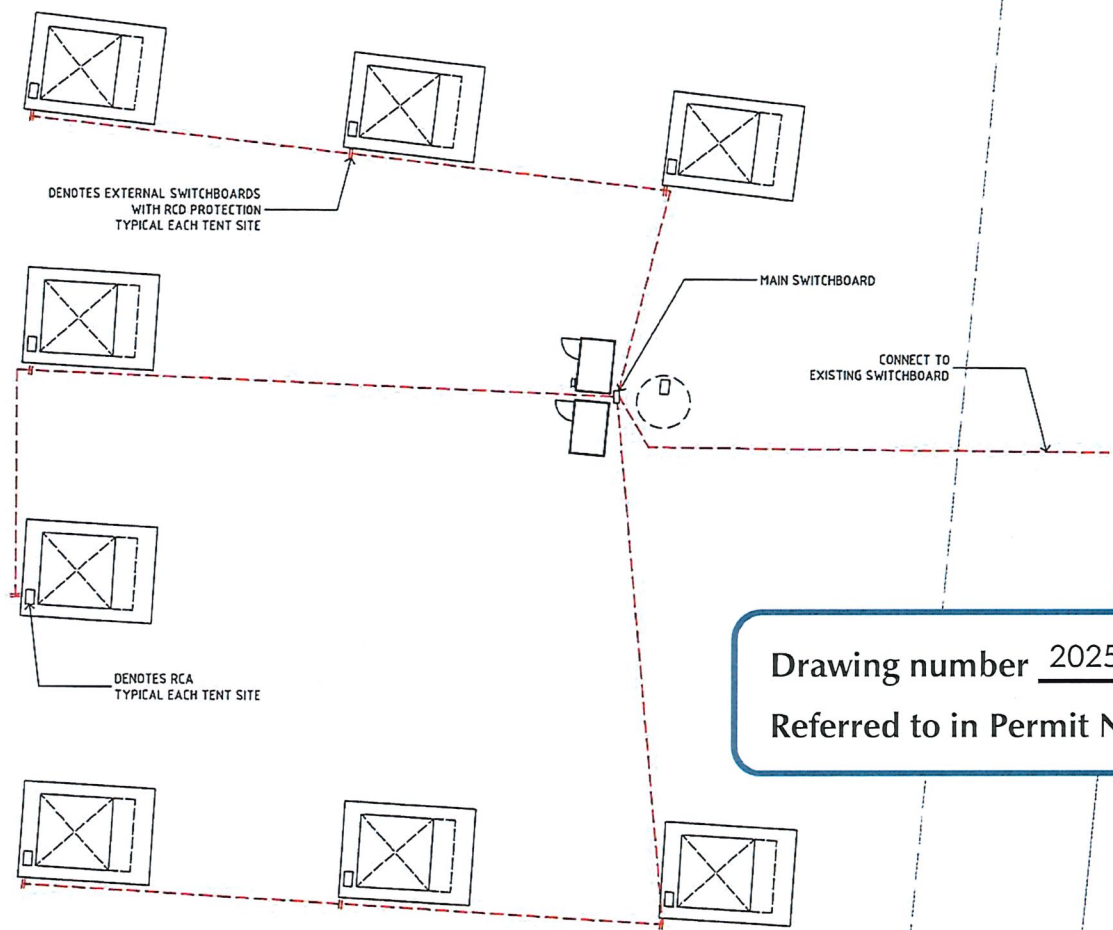 DENOTES EXTERNAL SWITCHBOARDS
WITH RCD PROTECTION
TYPICAL EACH TENT SITE
MAIN SWITCHBOARD
CONNECT TO
EXISTING SWITCHBOARD
DENOTES RCA
TYPICAL EACH TENT SITE
Drawing number 2025
Referred to in Permit N